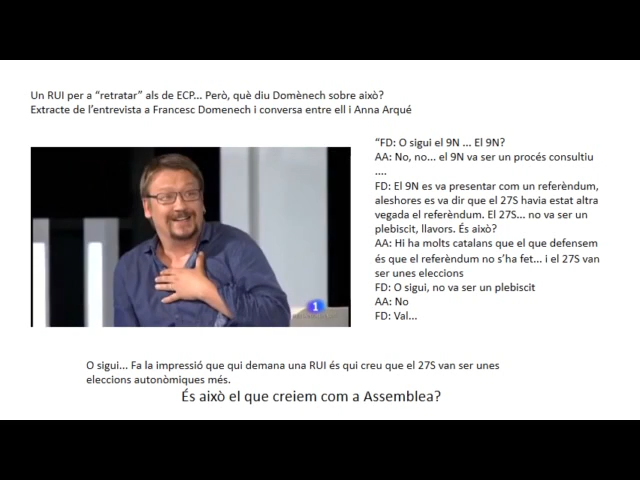 Un RUI per a “retratar” als de ECP... Però, què diu Domènech sobre això?
Extracte de l’entrevista a Francesc Domenech i conversa entre ell i Anna Arqué
“FD: O sigui el 9N ... El 9N?
AA: No, no... el 9N va ser un procés consultiu
....
FD: El 9N es va presentar com un referèndum,
aleshores es va dir que el 27S havia estat altra
vegada el referèndum. El 27S... no va ser un
plebiscit, llavors. És això?
AA: Hi ha molts catalans que el que defensem
és que el referèndum no s’ha fet... i el 27S van
ser unes eleccions
FD: O sigui, no va ser un plebiscit
AA: No
FD: Val...
1
O sigui... Fa la impressió que qui demana una RUI és qui creu que el 27S van ser unes
eleccions autonòmiques més.
És això el que creiem com a Assemblea?